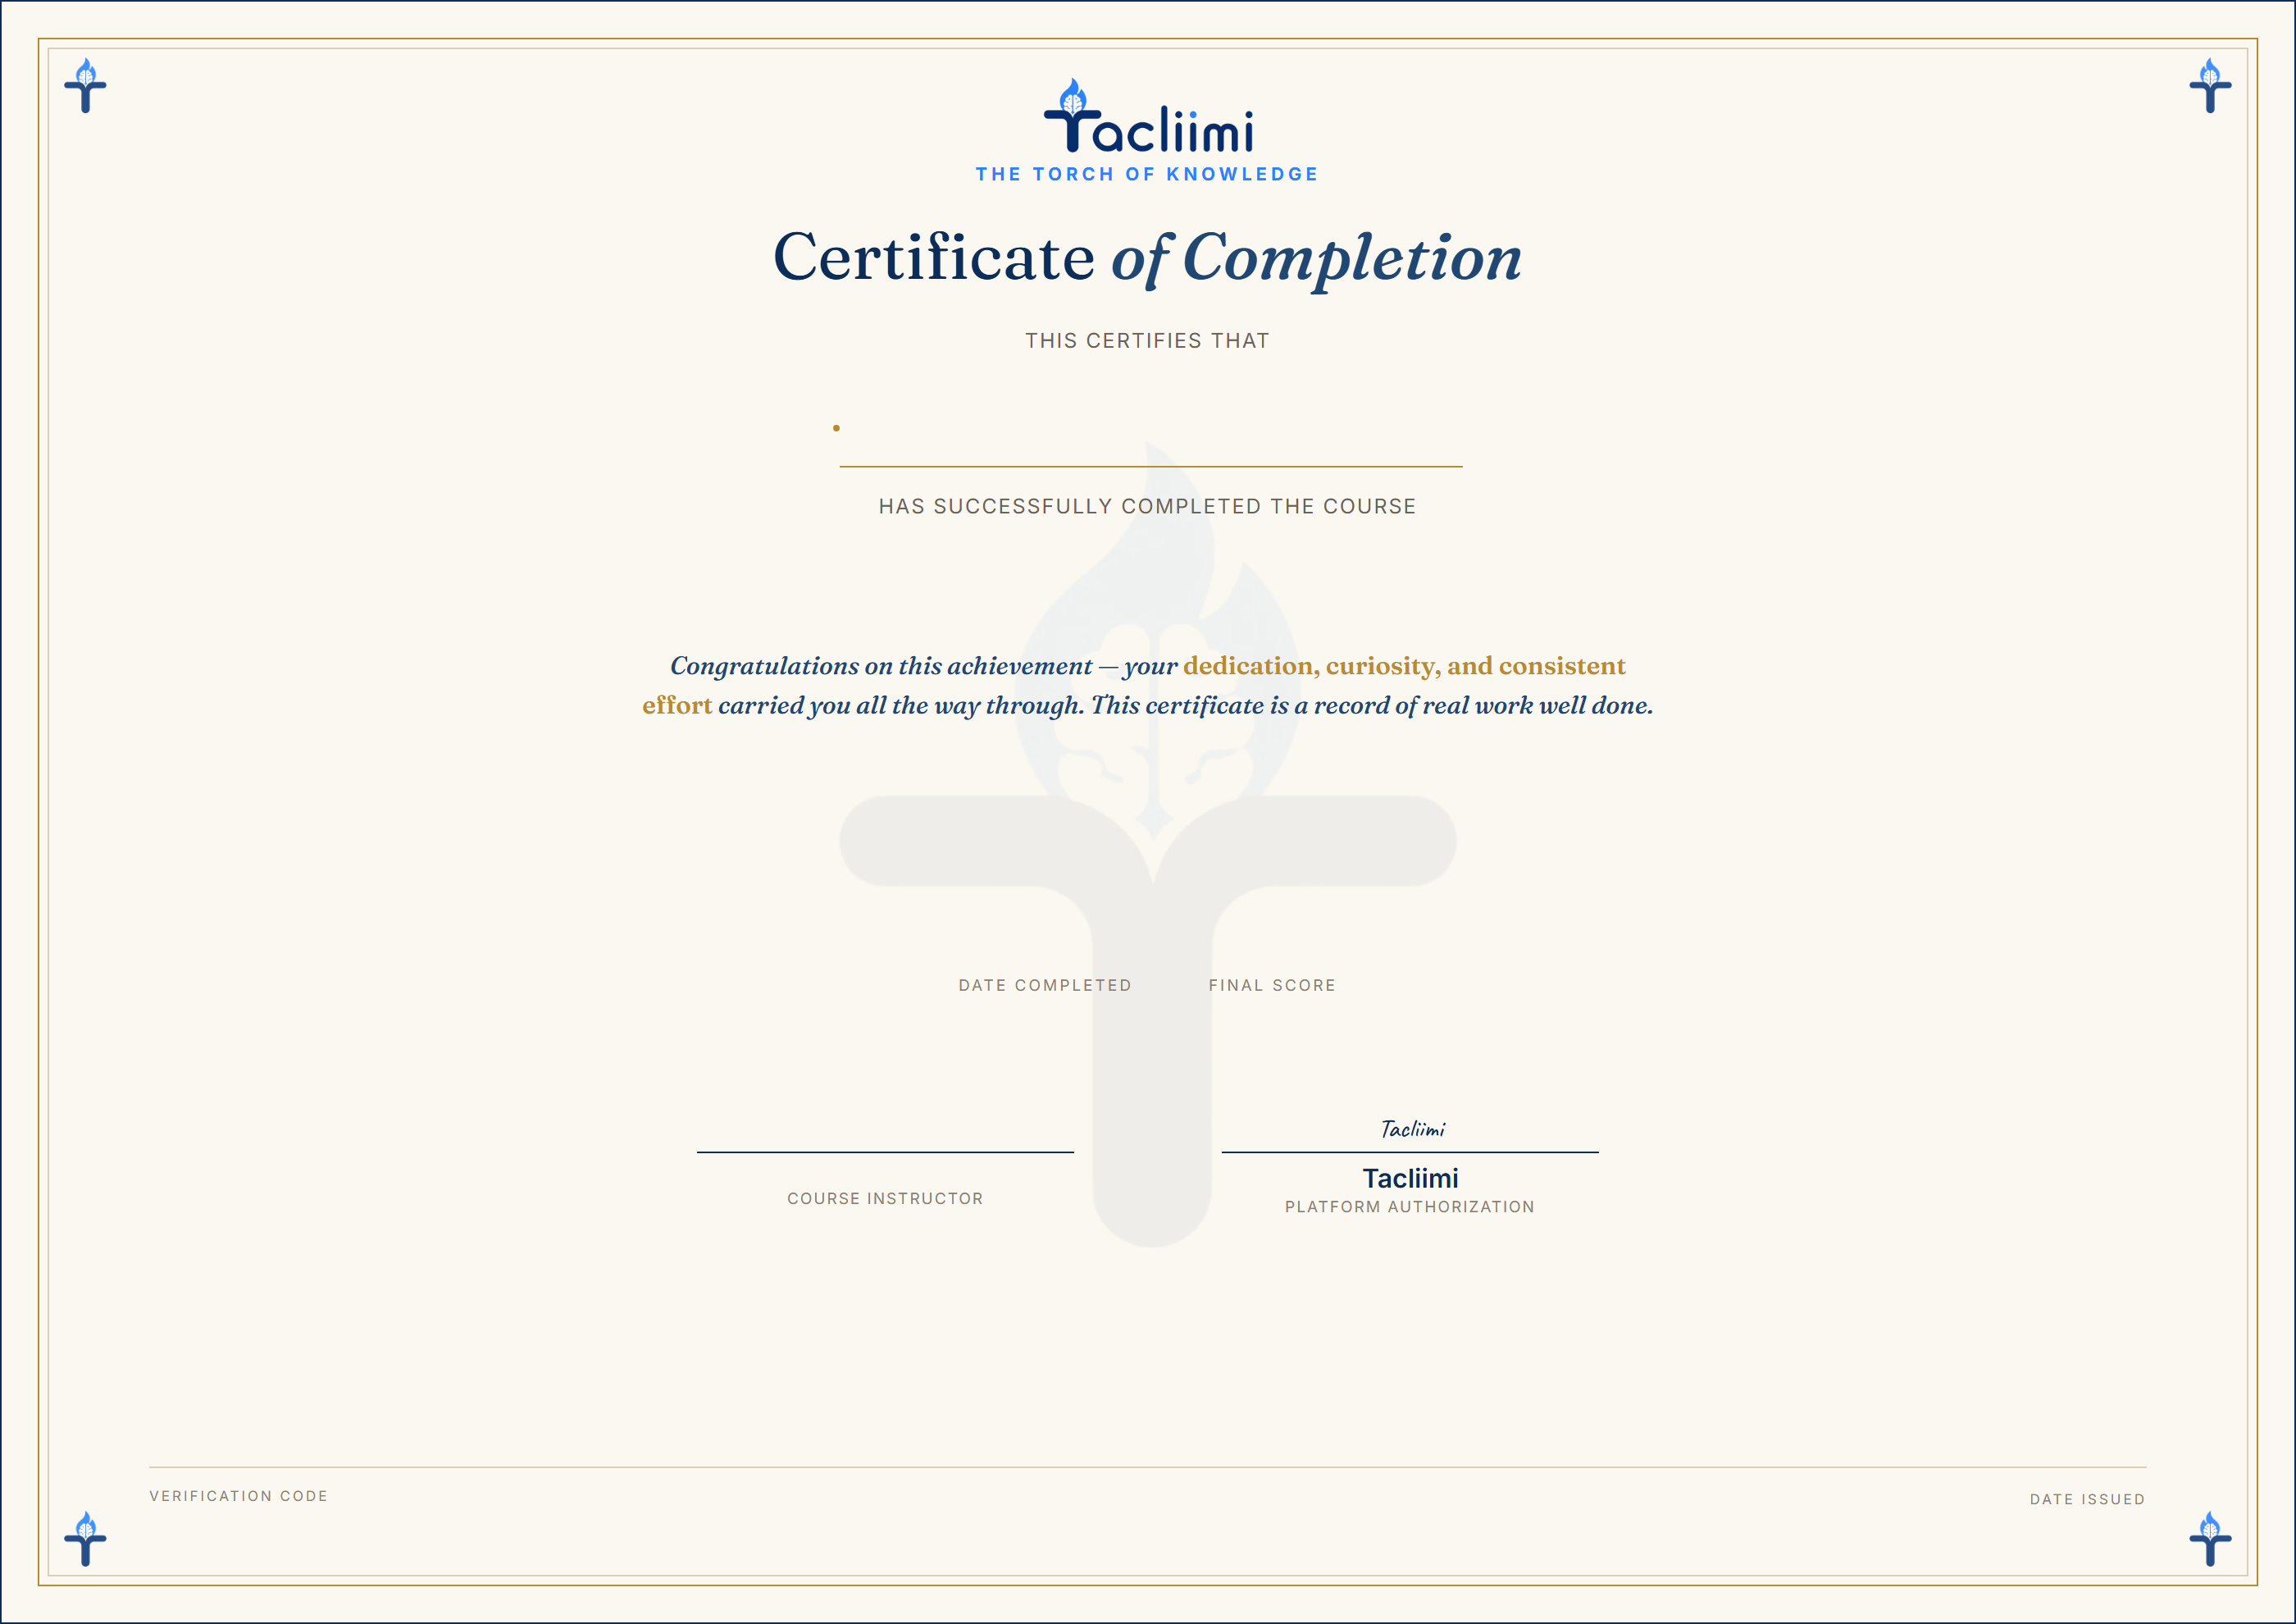 Tacliimi
THE TORCH OF KNOWLEDGE
Certificate of Completion
THIS CERTIFIES THAT
HAS SUCCESSFULLY COMPLETED THE COURSE
Congratulations on this achievement — your dedication, curiosity, and consistent
effort carried you all the way through. This certificate is a record of real work well done.
DATE COMPLETED
FINAL SCORE
Tacliimi
Tacliimi
COURSE INSTRUCTOR
PLATFORM AUTHORIZATION
VERIFICATION CODE
DATE ISSUED